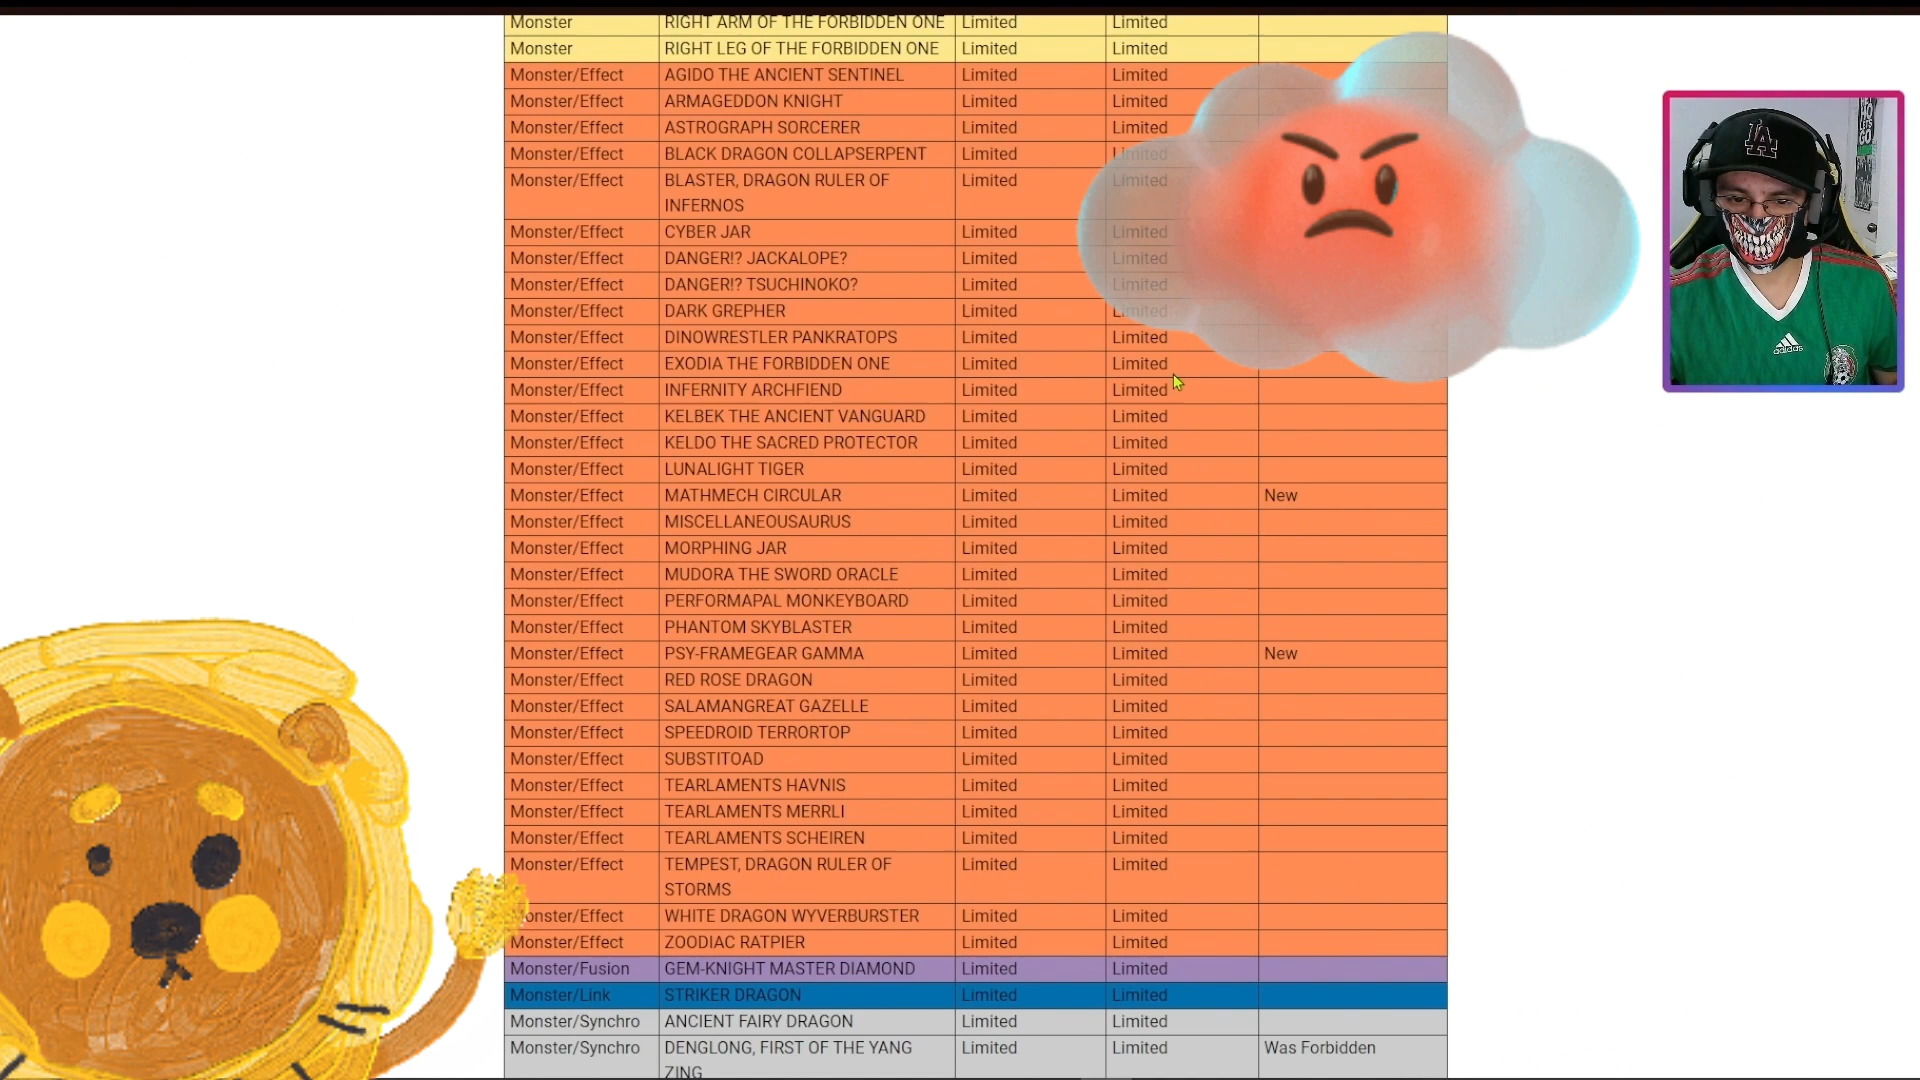 Monster RIGHT ARM OF THE FORBIDDEN ONE Limited Limited
Monster RIGHT LEG OF THE FORBIDDEN ONE Limited Limited
Monster/Effect AGIDO THE ANCIENT SENTINEL Limited Limited
Monster/Effect ARMAGEDDON KNIGHT Limited Limited
Monster/Effect ASTROGRAPH SORCERER Limited Limited
Monster/Effect BLACK DRAGON COLLAPSERPENT Limited Limited
Monster/Effect BLASTER, DRAGON RULER OF Limited Limited
INFERNOS
Monster/Effect CYBER JAR Limited Limited
Monster/Effect DANGER!? JACKALOPE? Limited Limited
Monster/Effect DANGER!? TSUCHINOKO? Limited Limited
Monster/Effect DARK GREPHER Limited Limited
Monster/Effect DINOWRESTLER PANKRATOPS Limited Limited
Monster/Effect EXODIA THE FORBIDDEN ONE Limited Limited
Monster/Effect INFERNITY ARCHFIEND Limited Limited
Monster/Effect KELBEK THE ANCIENT VANGUARD Limited Limited
Monster/Effect KELDO THE SACRED PROTECTOR Limited Limited
Monster/Effect LUNALIGHT TIGER Limited Limited
Monster/Effect MATHMECH CIRCULAR Limited Limited New
Monster/Effect MISCELLANEOUSAURUS Limited Limited
Monster/Effect MORPHING JAR Limited Limited
Monster/Effect MUDORA THE SWORD ORACLE Limited Limited
Monster/Effect PERFORMAPAL MONKEYBOARD Limited Limited
Monster/Effect PHANTOM SKYBLASTER Limited Limited
Monster/Effect PSY-FRAMEGEAR GAMMA Limited Limited New
Monster/Effect RED ROSE DRAGON Limited Limited
Monster/Effect SALAMANGREAT GAZELLE Limited Limited
Monster/Effect SPEEDROID TERRORTOP Limited Limited
Monster/Effect SUBSTITOAD Limited Limited
Monster/Effect TEARLAMENTS HAVNIS Limited Limited
Monster/Effect TEARLAMENTS MERRLI Limited Limited
Monster/Effect TEARLAMENTS SCHEIREN Limited Limited
Monster/Effect TEMPEST, DRAGON RULER OF Limited Limited
STORMS
onster/Effect WHITE DRAGON WYVERBURSTER Limited Limited
Monster/Effect ZOODIAC RATPIER Limited Limited
Monster/Fusion GEM-KNIGHT MASTER DIAMOND Limited Limited
Monster/Link STRIKER DRAGON Limited Limited
Monster/Synchro ANCIENT FAIRY DRAGON Limited Limited
Monster/Synchro DENGLONG, FIRST OF THE YANG Limited Limited Was Forbidden
ZING
LA
adidas